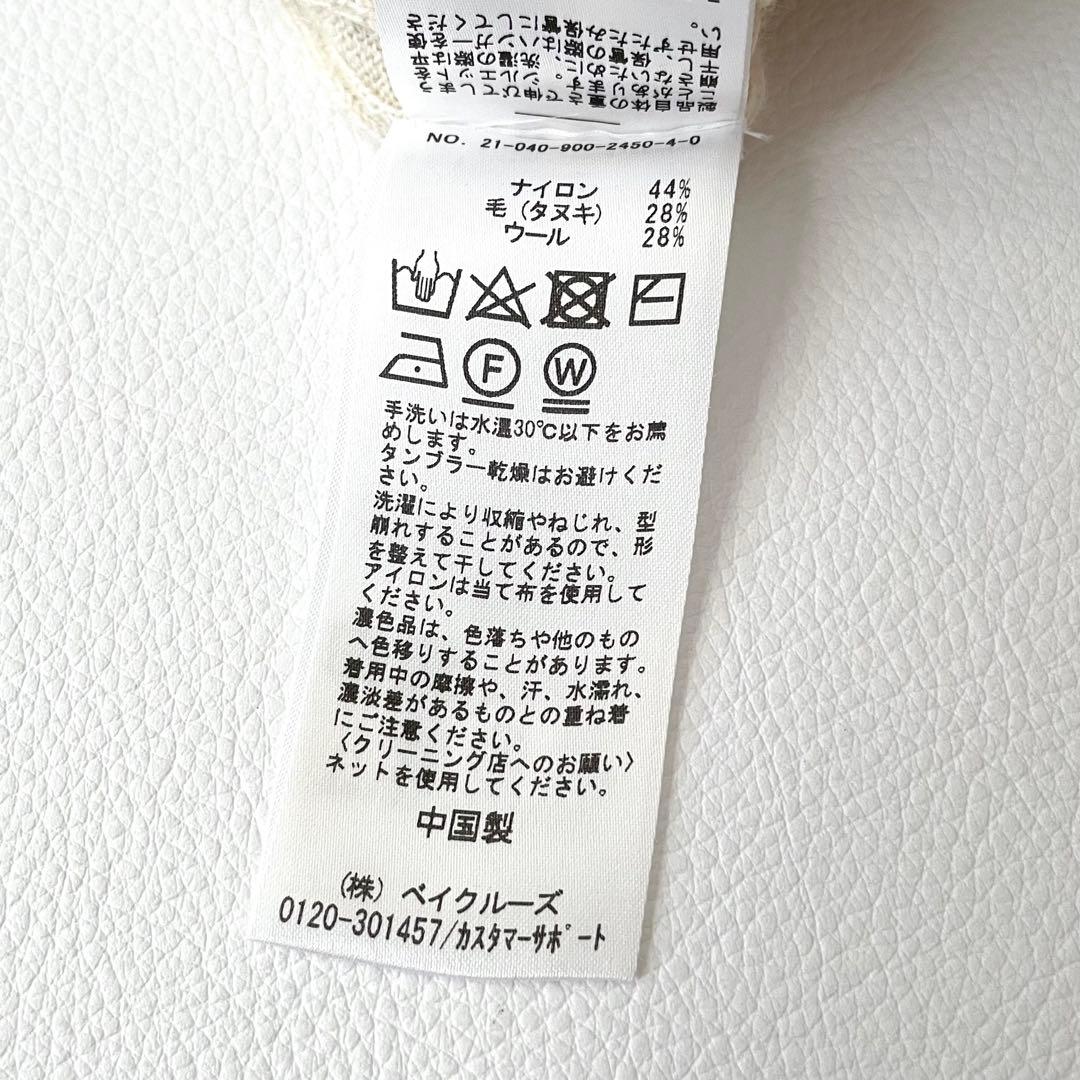 NO. 21-040-900-2450-4-0
ナイロン 44%
毛（タヌキ） 28%
ウール 28%
F W
手洗いは水温30℃以下をお薦
めします。
タンブラー乾燥はお避けくだ
さい。
洗濯により収縮やねじれ、型
崩れすることがあるので、形
を整えて干してください。
アイロンは当て布を使用して
ください。
濃色品は、色落ちや他のもの
へ色移りすることがあります。
着用中の摩擦や、汗、水濡れ、
濃淡差があるものとの重ね着
にご注意ください。
〈クリーニング店へのお願い〉
ネットを使用してください。
中国製
(株) ベイクルーズ
0120-301457/カスタマーサポート